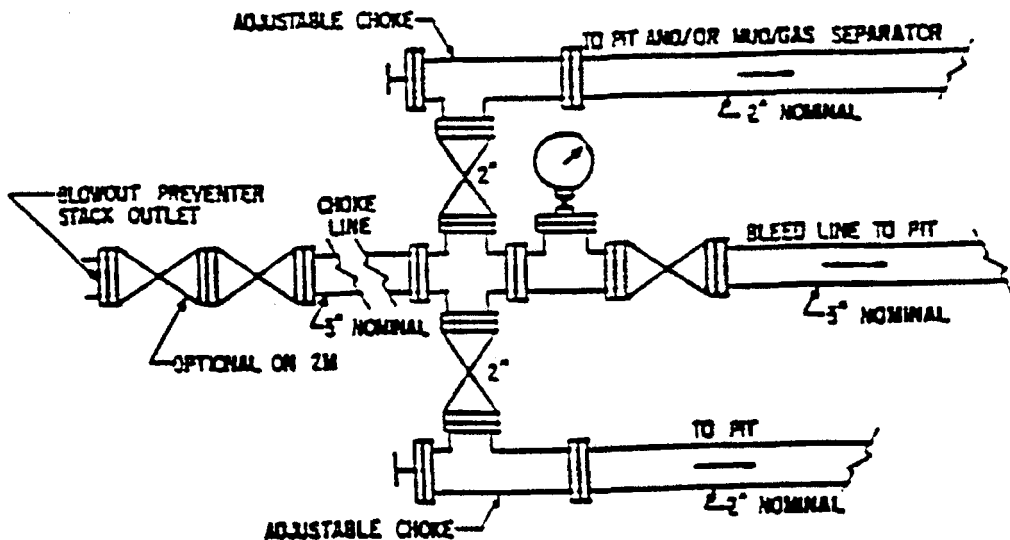 ADJUSTABLE CHOKE
TO PIT AND/OR MUD/GAS SEPARATOR
2" NOMINAL
2"
BLOWOUT PREVENTER
STACK OUTLET
CHOKE
LINE
BLEED LINE TO PIT
3" NOMINAL
3" NOMINAL
OPTIONAL ON 2M
2"
TO PIT
2" NOMINAL
ADJUSTABLE CHOKE